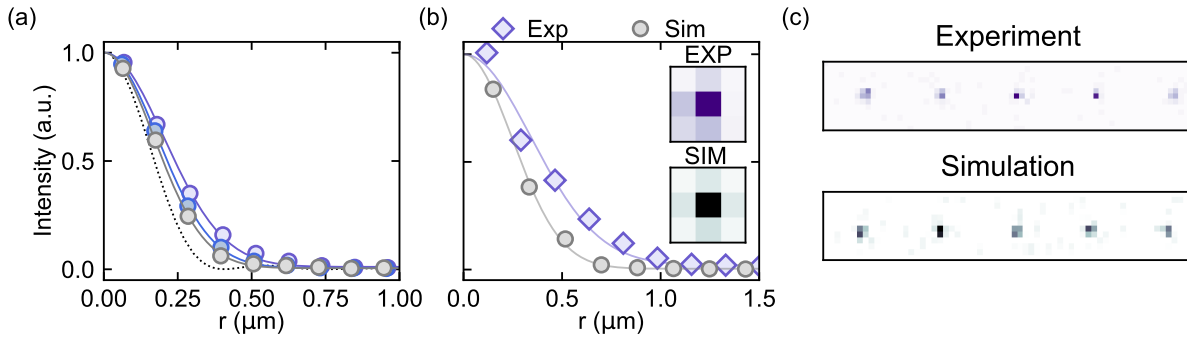 (a)
Intensity (a.u.)
1.0
0.5
0.0
0.00 0.25 0.50 0.75 1.00
r (μm)
(b)
Exp Sim
EXP
SIM
0.0 0.5 1.0 1.5
r (μm)
(c)
Experiment
Simulation